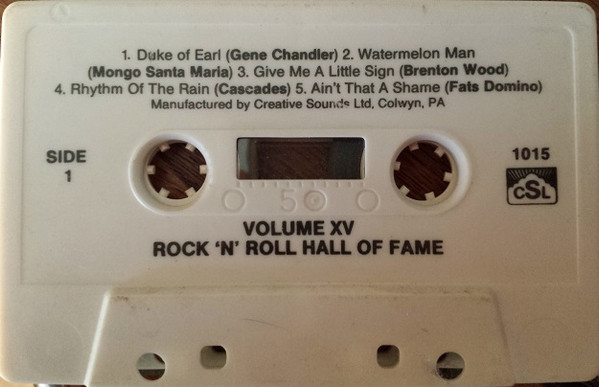 1. Duke of Earl (Gene Chandler) 2. Watermelon Man
(Mongo Santa Maria) 3. Give Me A Little Sign (Brenton Wood)
4. Rhythm Of The Rain (Cascades) 5. Ain't That A Shame (Fats Domino)
Manufactured by Creative Sounds Ltd, Colwyn, PA
SIDE
1
1015
CSL
50
VOLUME XV
ROCK 'N' ROLL HALL OF FAME